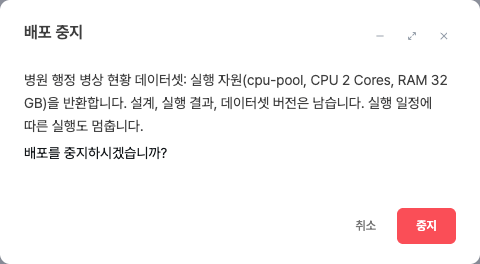 배포 중지
병원 행정 병상 현황 데이터셋: 실행 자원(cpu-pool, CPU 2 Cores, RAM 32
GB)을 반환합니다. 설계, 실행 결과, 데이터셋 버전은 남습니다. 실행 일정에
따른 실행도 멈춥니다.
배포를 중지하시겠습니까?
취소
중지